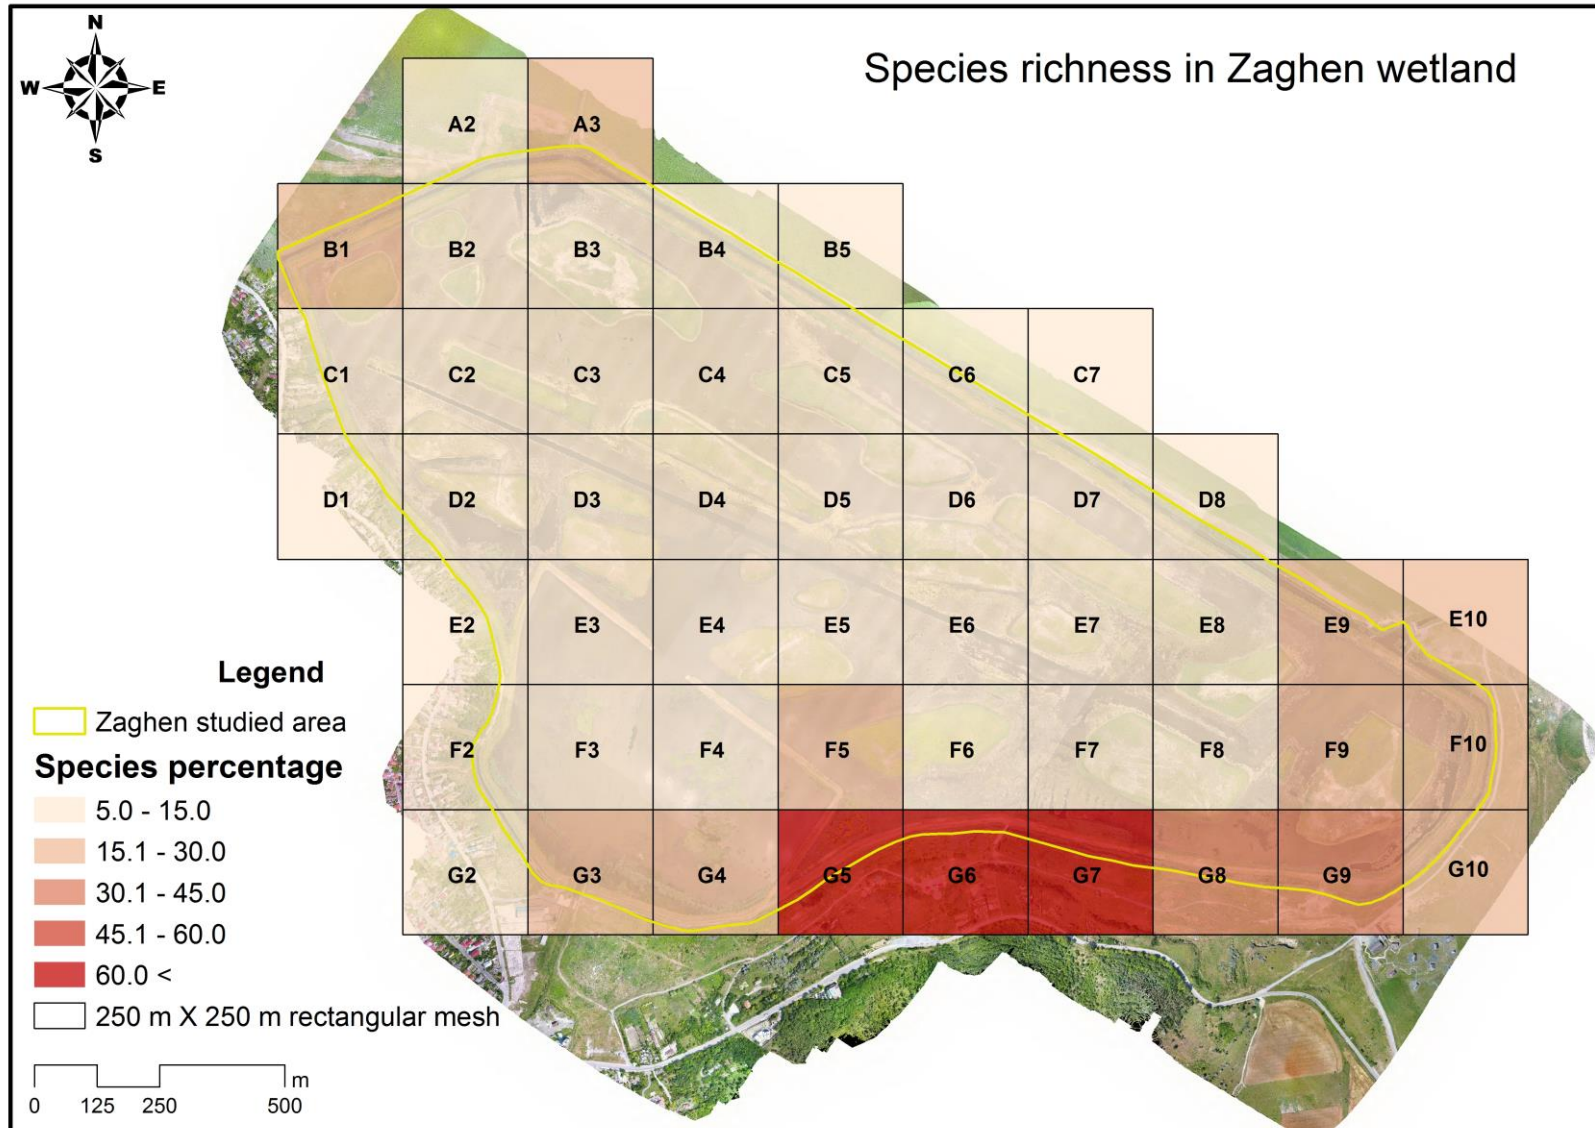 N
W E
S
Species richness in Zaghen wetland
A2 A3
B1 B2 B3 B4 B5
C1 C2 C3 C4 C5 C6 C7
D1 D2 D3 D4 D5 D6 D7 D8
E2 E3 E4 E5 E6 E7 E8 E9 E10
F2 F3 F4 F5 F6 F7 F8 F9 F10
G2 G3 G4 G5 G6 G7 G8 G9 G10
Legend
Zaghen studied area
Species percentage
5.0 - 15.0
15.1 - 30.0
30.1 - 45.0
45.1 - 60.0
60.0 <
250 m X 250 m rectangular mesh
m
0 125 250 500